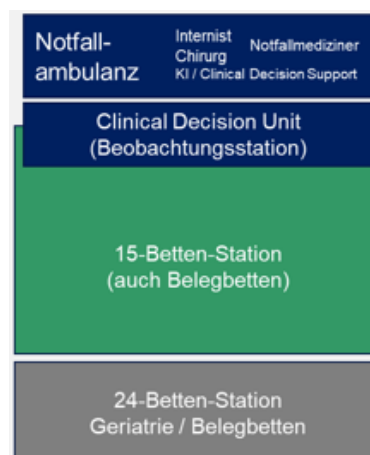 Notfall-
ambulanz
Internist
Chirurg
Notfallmediziner
KI / Clinical Decision Support
Clinical Decision Unit
(Beobachtungsstation)
15-Betten-Station
(auch Belegbetten)
24-Betten-Station
Geriatrie / Belegbetten